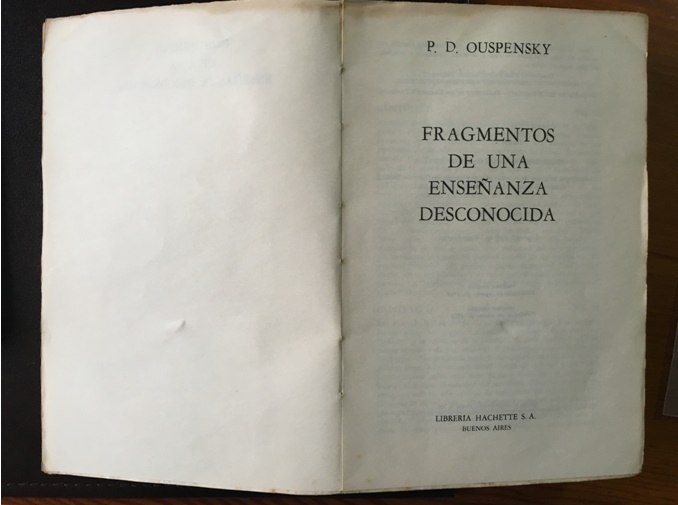 P. D. OUSPENSKY
FRAGMENTOS
DE UNA
ENSEÑANZA
DESCONOCIDA
LIBRERIA HACHETTE S. A.
BUENOS AIRES